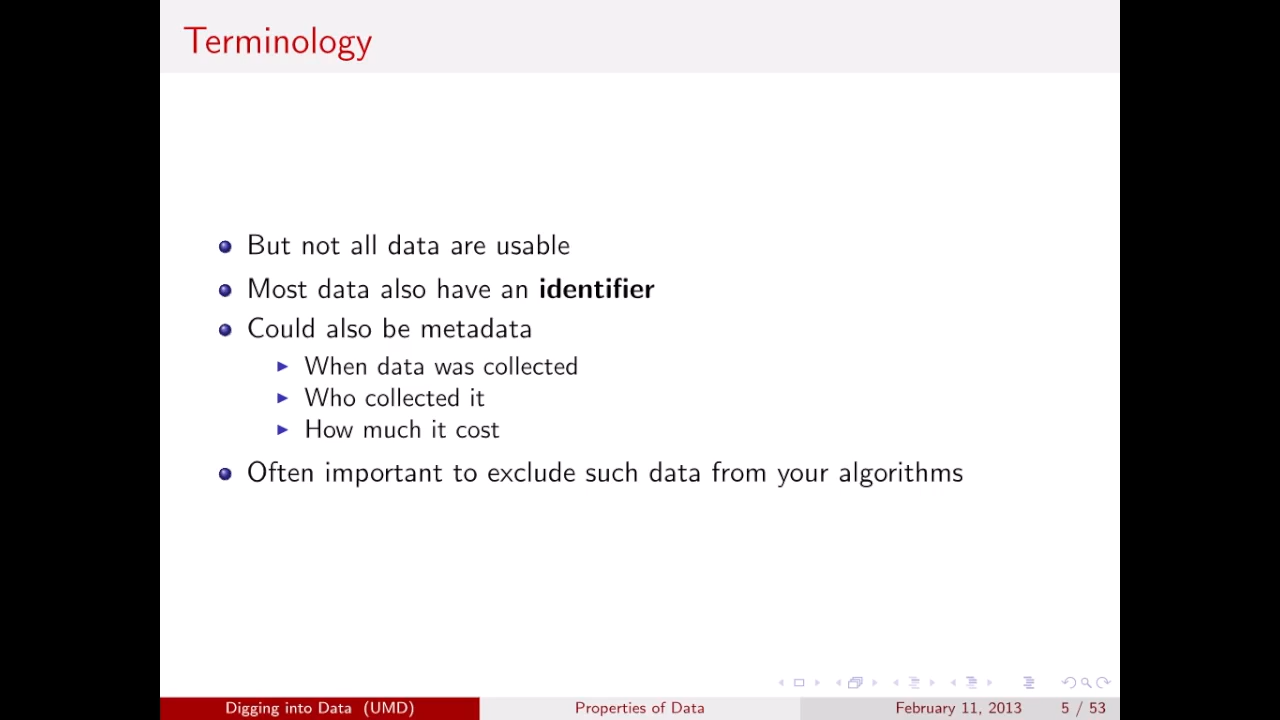 Terminology
But not all data are usable
Most data also have an identifier
Could also be metadata
When data was collected
Who collected it
How much it cost
Often important to exclude such data from your algorithms
Digging into Data (UMD) Properties of Data February 11, 2013 5 / 53